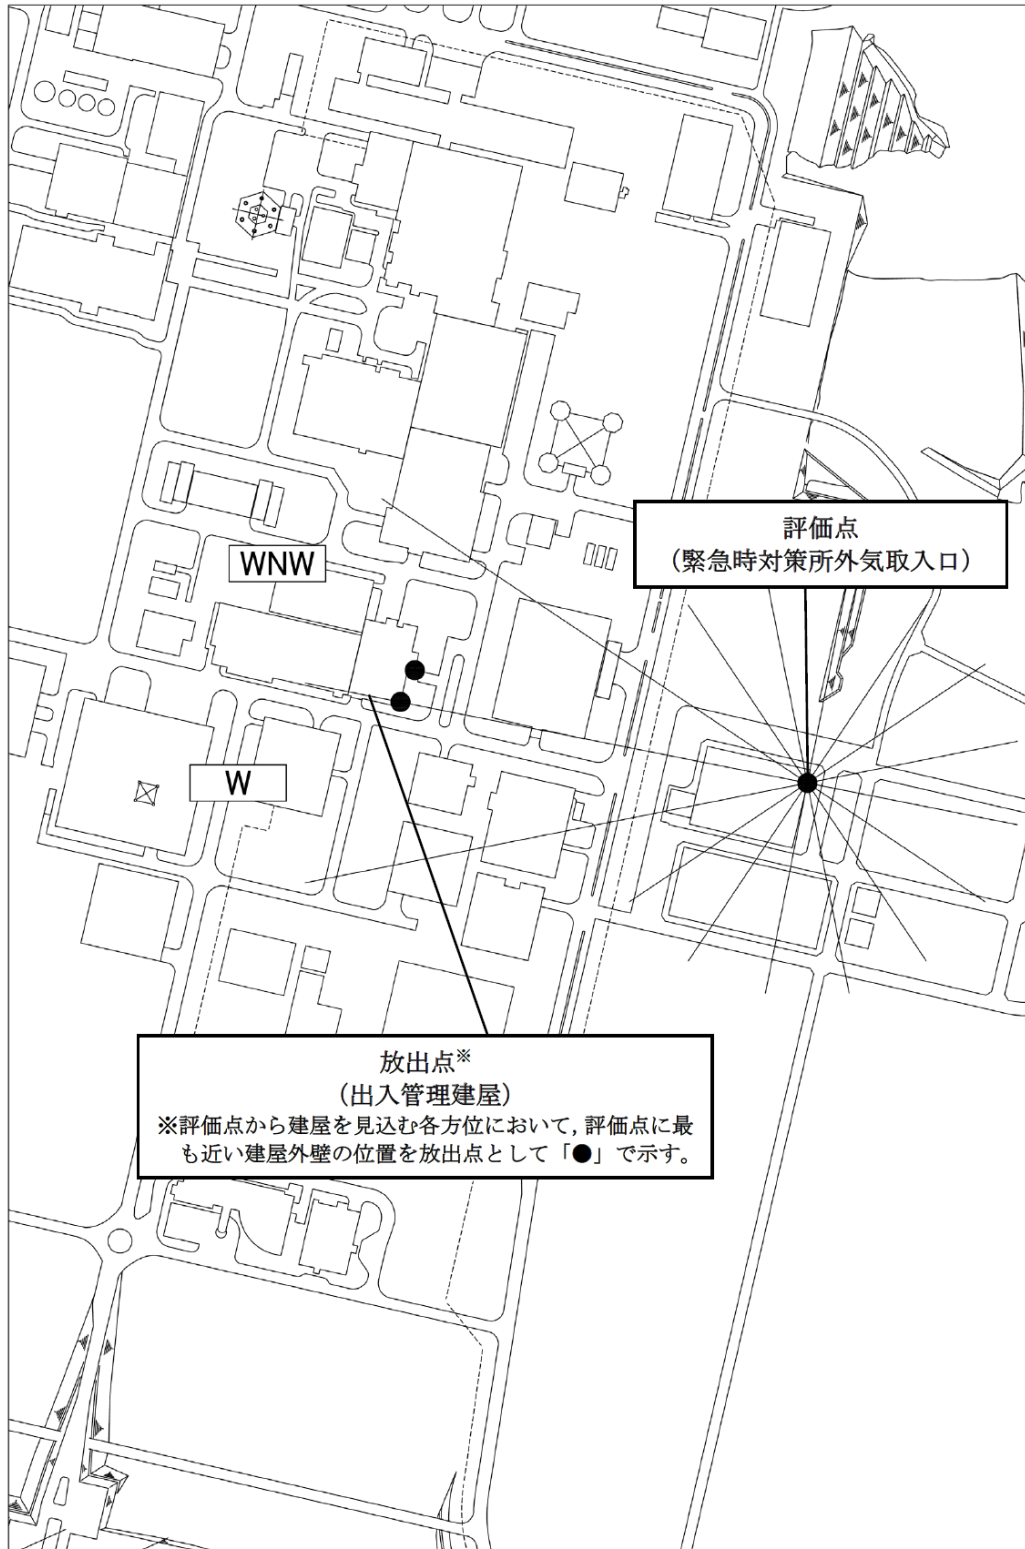 評価点
（緊急時対策所外気取入口）
WNW
W
放出点※
（出入管理建屋）
※評価点から建屋を見込む各方位において, 評価点に最
も近い建屋外壁の位置を放出点として「●」で示す。